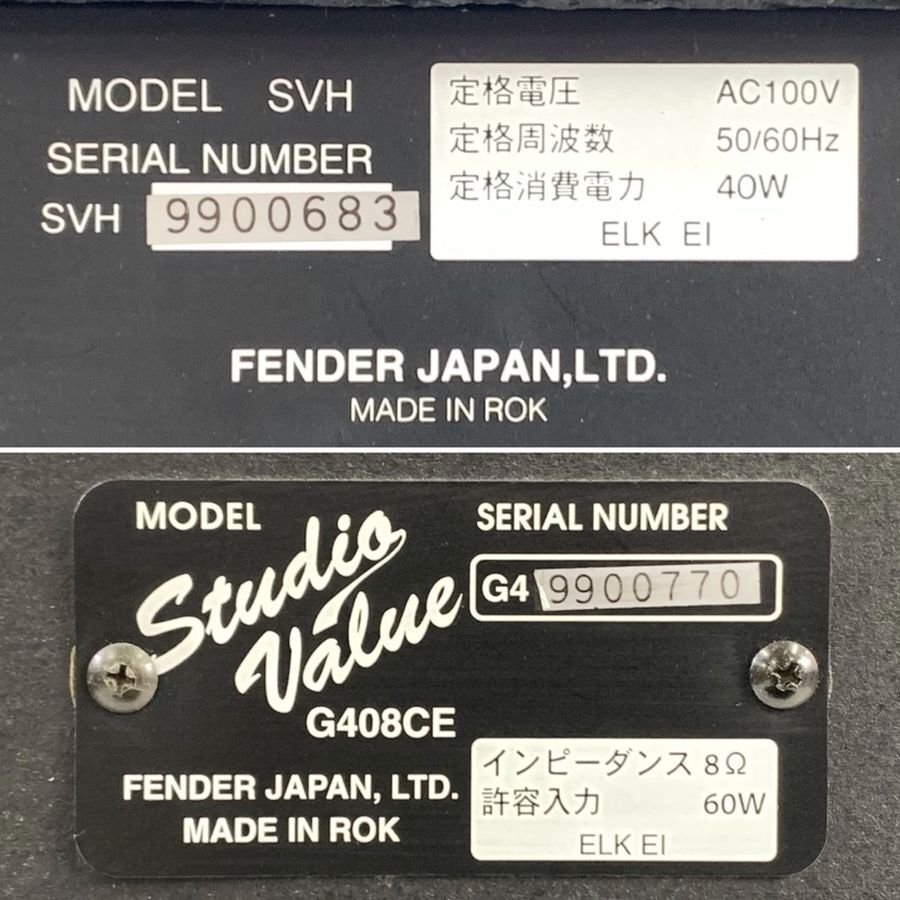 MODEL SVH
SERIAL NUMBER
SVH 9900683
定格電圧 AC100V
定格周波数 50/60Hz
定格消費電力 40W
ELK EI
FENDER JAPAN,LTD.
MADE IN ROK
MODEL
Studio
Value
G408CE
SERIAL NUMBER
G4 9900770
FENDER JAPAN, LTD.
MADE IN ROK
インピーダンス 8Ω
許容入力 60W
ELK EI